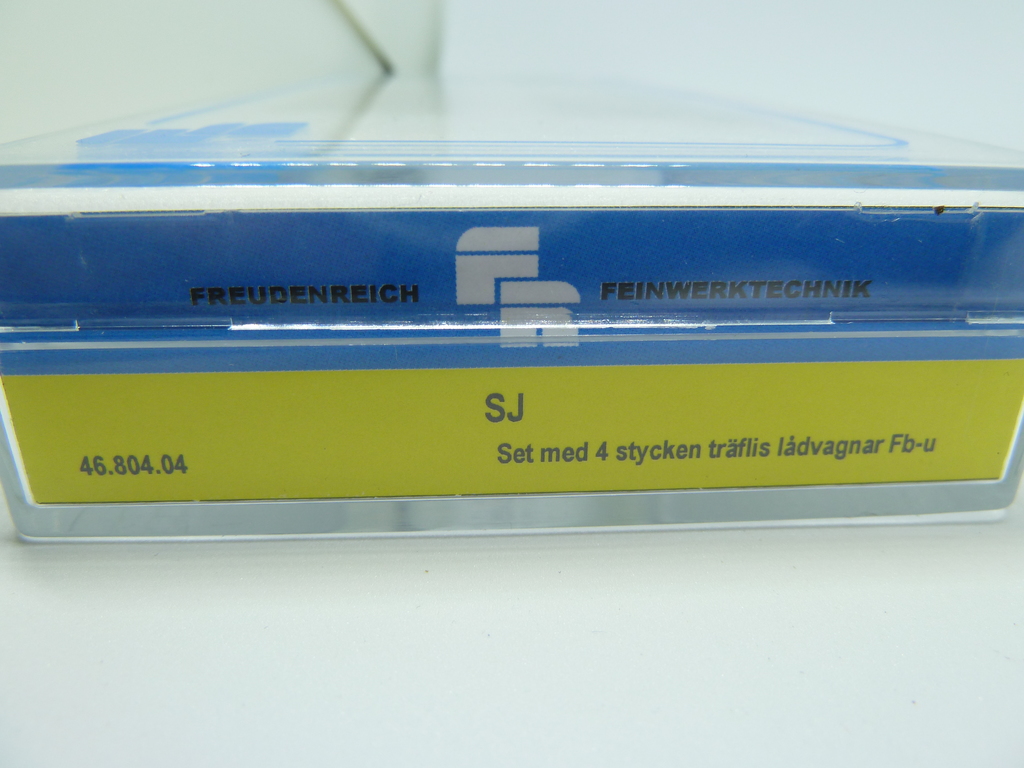 FREUDENREICH FEINWERKTECHNIK
SJ
46.804.04 Set med 4 stycken träflis lådvagnar Fb-u